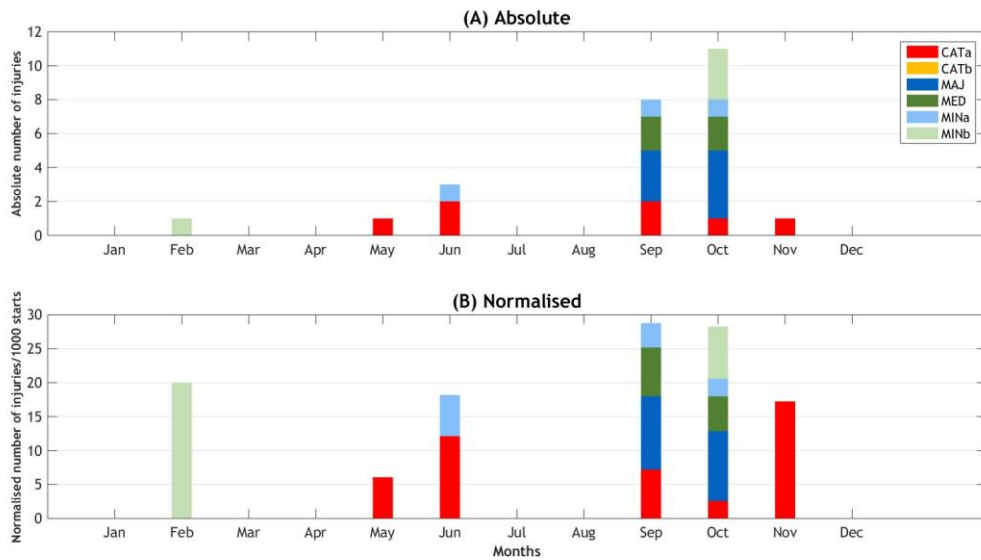 (A) Absolute
Absolute number of injuries
12
10
8
6
4
2
0
CATa
CATb
MAJ
MED
MINa
MINb
Jan Feb Mar Apr May Jun Jul Aug Sep Oct Nov Dec
(B) Normalised
Normalised number of injuries/1000 starts
30
25
20
15
10
5
0
Jan Feb Mar Apr May Jun Jul Aug Sep Oct Nov Dec
Months